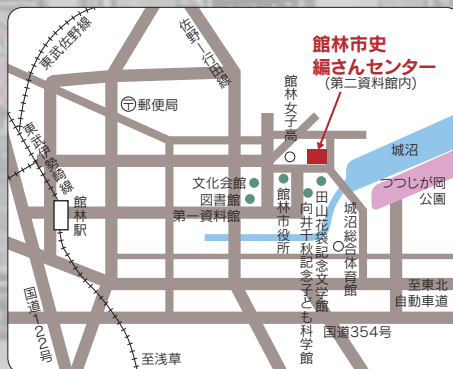 東武佐野線
佐野ー行田線
館林市史
編さんセンター
(第二資料館内)
〒郵便局
館林女子高
城沼
つつじが岡
公園
東武伊勢崎線
館林駅
文化会館
図書館
第一資料館
館林市役所
向井千秋記念子ども科学館
田山花袋記念文学館
城沼総合体育館
至東北
自動車道
国道122号
国道354号
至浅草